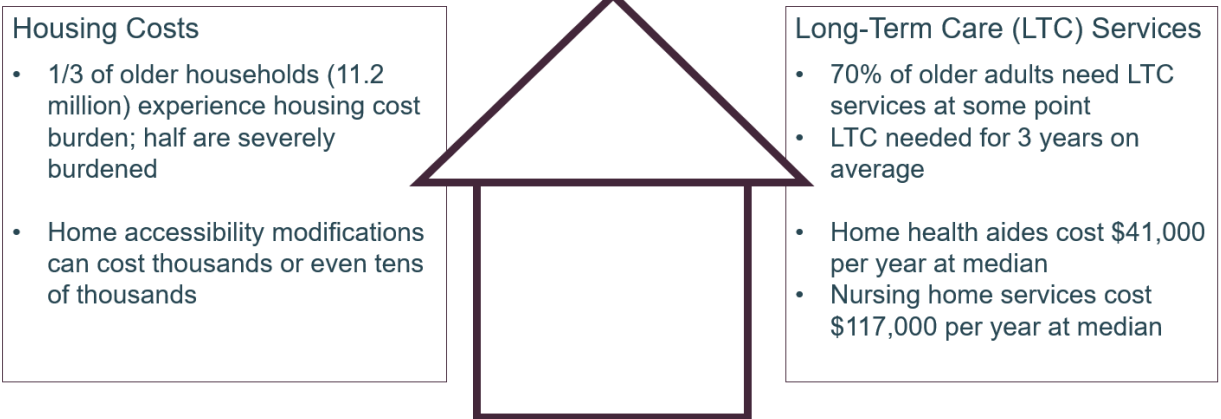 Housing Costs
• 1/3 of older households (11.2
million) experience housing cost
burden; half are severely
burdened
• Home accessibility modifications
can cost thousands or even tens
of thousands
Long-Term Care (LTC) Services
• 70% of older adults need LTC
services at some point
• LTC needed for 3 years on
average
• Home health aides cost $41,000
per year at median
• Nursing home services cost
$117,000 per year at median